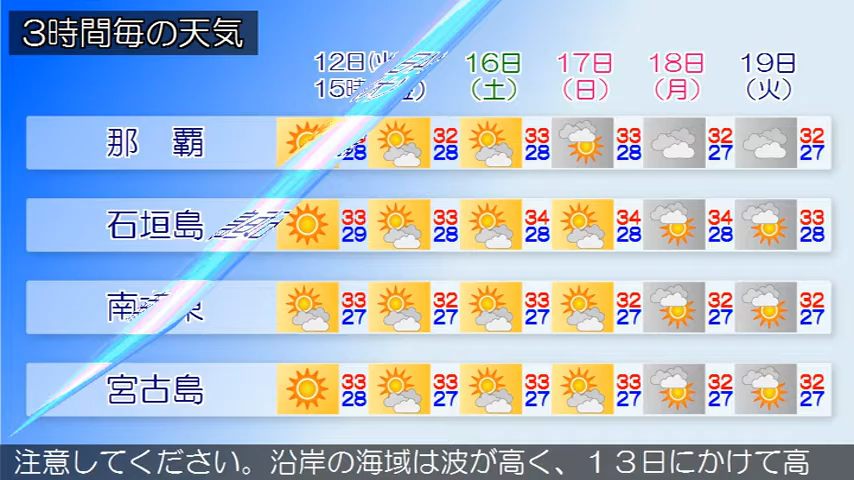 3時間毎の天気
12日(火
15時
16日 17日 18日 19日
(土) (日) (月) (火)
那　覇 28 32 28 33 28 33 28 32 27 32 27
石垣島 33 29 33 28 34 28 34 28 34 28 33 28
南 33 27 32 27 33 27 32 27 32 27 32 27
宮古島 33 28 33 27 33 27 33 27 32 27 32 27
注意してください。沿岸の海域は波が高く、１３日にかけて高